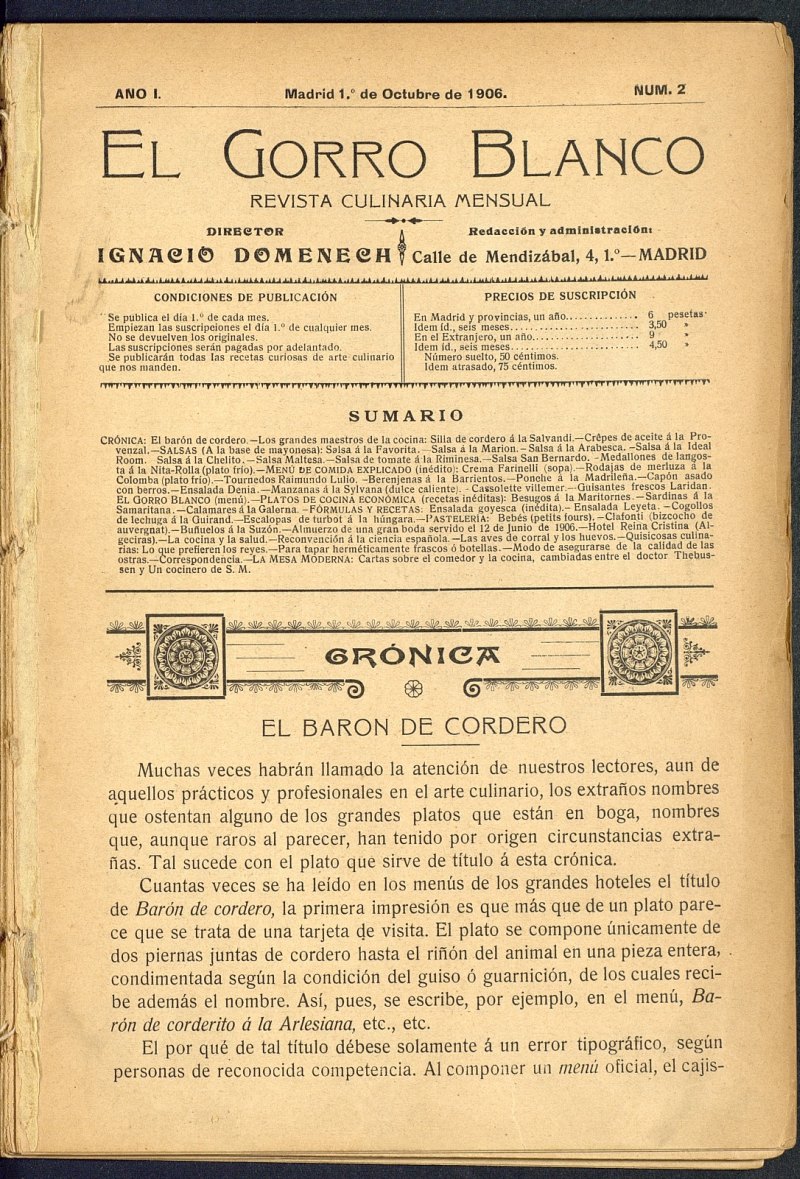 AÑO I.
Madrid 1.º de Octubre de 1906.
NUM. 2
EL GORRO BLANCO
REVISTA CULINARIA MENSUAL
DIRECTOR
IGNACIO DOMENECH
Redacción y administración:
Calle de Mendizábal, 4, 1.º—MADRID
CONDICIONES DE PUBLICACIÓN
Se publica el día 1.º de cada mes.
Empiezan las suscripciones el día 1.º de cualquier mes.
No se devuelven los originales.
Las suscripciones serán pagadas por adelantado.
Se publicarán todas las recetas curiosas de arte culinario
que nos manden.
PRECIOS DE SUSCRIPCIÓN
En Madrid y provincias, un año.............. 6 pesetas
Idem íd., seis meses........................ 3,50 »
En el Extranjero, un año.................... 9 »
Idem íd., seis meses........................ 4,50 »
Número suelto, 50 céntimos.
Idem atrasado, 75 céntimos.
SUMARIO
CRÓNICA: El barón de cordero.—Los grandes maestros de la cocina: Silla de cordero á la Salvandi.—Crêpes de aceite á la Pro-
venzal.—SALSAS (A la base de mayonesa): Salsa á la Favorita.—Salsa á la Marion.—Salsa á la Arabesca.—Salsa á la Ideal
Room. Salsa á la Chelito.—Salsa Maltesa.—Salsa de tomate á la Riminesa.—Salsa San Bernardo.—Medallones de langos-
ta á la Nita-Rolla (plato frío).—MENÚ DE COMIDA EXPLICADO (inédito): Crema Farinelli (sopa).—Rodajas de merluza á la
Colomba (plato frío).—Tournedos Raimundo Lulio.—Berenjenas á la Barrientos.—Ponche á la Madrileña.—Capón asado
con berros.—Ensalada Denia.—Manzanas á la Sylvana (dulce caliente).-Cassolette villemer.—Guisantes frescos Laridan.
EL GORRO BLANCO (menú).—PLATOS DE COCINA ECONÓMICA (recetas inéditas): Besugos á la Maritornes.—Sardinas á la
Samaritana.—Calamares á la Galerna.-FÓRMULAS Y RECETAS: Ensalada goyesca (inédita).—Ensalada Leyeta.—Cogollos
de lechuga á la Guirand.—Escalopas de turbot á la húngara.—PASTELERÍA: Bebés (petits fours).—Clafonti (bizcocho de
auvergnat).—Buñuelos á la Suzón.—Almuerzo de una gran boda servido el 12 de junio de 1906.—Hotel Reina Cristina (Al-
geciras).—La cocina y la salud.—Reconvención á la ciencia española.—Las aves de corral y los huevos.—Quisicosas culina-
rias: Lo que prefieren los reyes.—Para tapar herméticamente frascos ó botellas.—Modo de asegurarse de la calidad de las
ostras.—Correspondencia.—LA MESA MODERNA: Cartas sobre el comedor y la cocina, cambiadas entre el doctor Thebus-
sen y Un cocinero de S. M.
CRÓNICA
EL BARON DE CORDERO
Muchas veces habrán llamado la atención de nuestros lectores, aun de
aquellos prácticos y profesionales en el arte culinario, los extraños nombres
que ostentan alguno de los grandes platos que están en boga, nombres
que, aunque raros al parecer, han tenido por origen circunstancias extra-
ñas. Tal sucede con el plato que sirve de título á esta crónica.
Cuantas veces se ha leído en los menús de los grandes hoteles el título
de Barón de cordero, la primera impresión es que más que de un plato pare-
ce que se trata de una tarjeta de visita. El plato se compone únicamente de
dos piernas juntas de cordero hasta el riñón del animal en una pieza entera,
condimentada según la condición del guiso ó guarnición, de los cuales reci-
be además el nombre. Así, pues, se escribe, por ejemplo, en el menú, Ba-
rón de corderito á la Arlesiana, etc., etc.
El por qué de tal título débese solamente á un error tipográfico, según
personas de reconocida competencia. Al componer un menú oficial, el cajis-